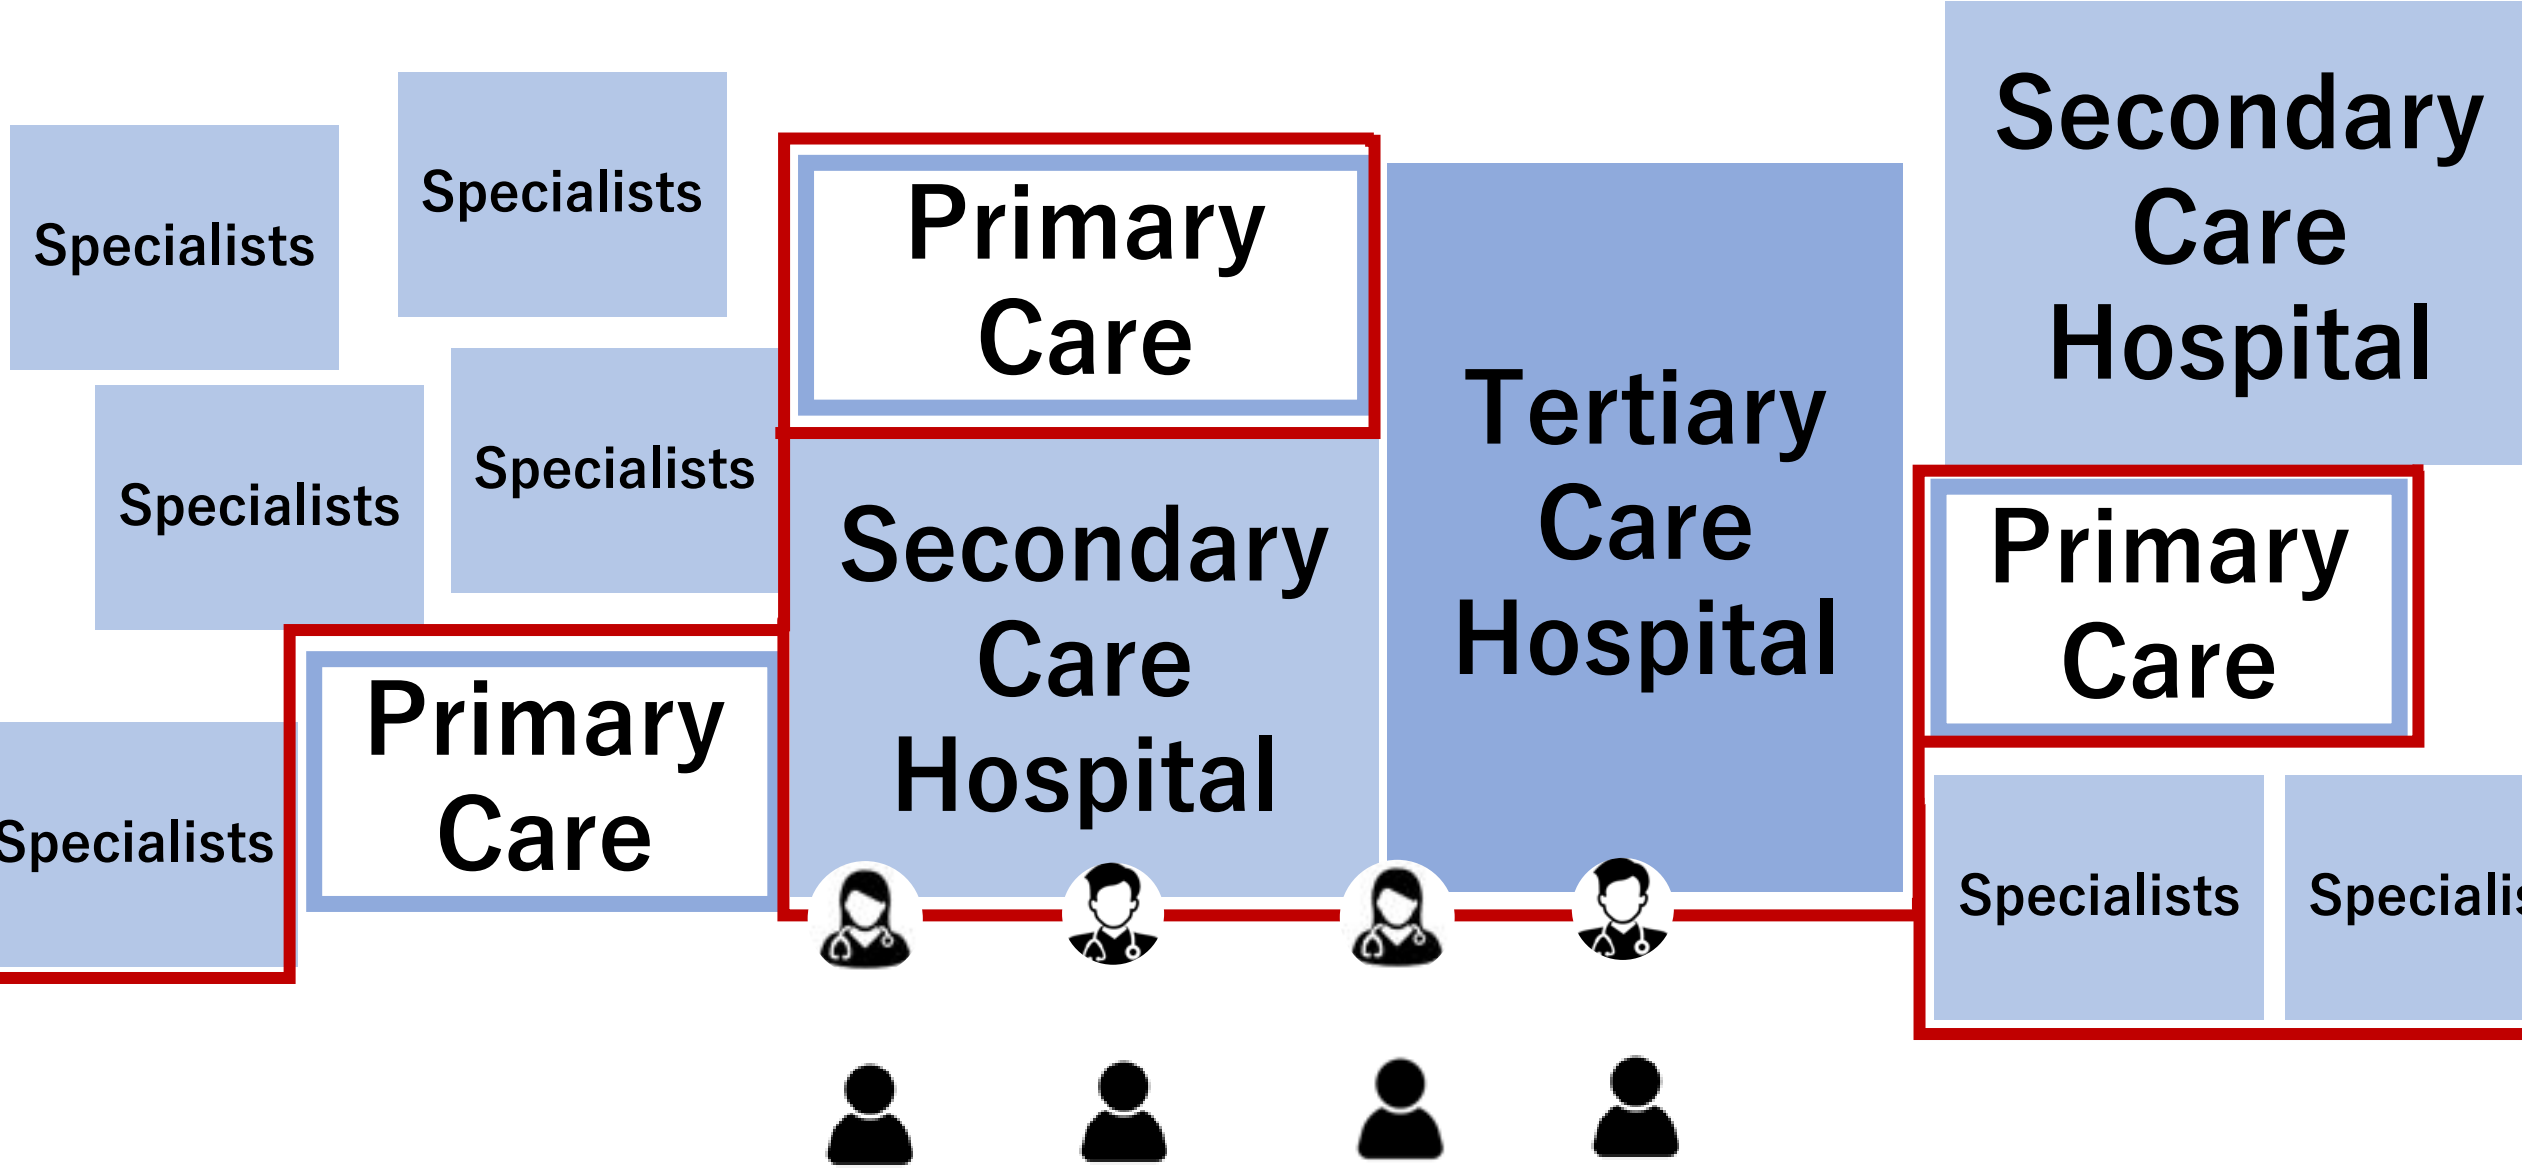 Specialists
Specialists
Specialists
Specialists
Specialists
Primary
Care
Primary
Care
Secondary
Care
Hospital
Tertiary
Care
Hospital
Secondary
Care
Hospital
Primary
Care
Specialists
Specialis